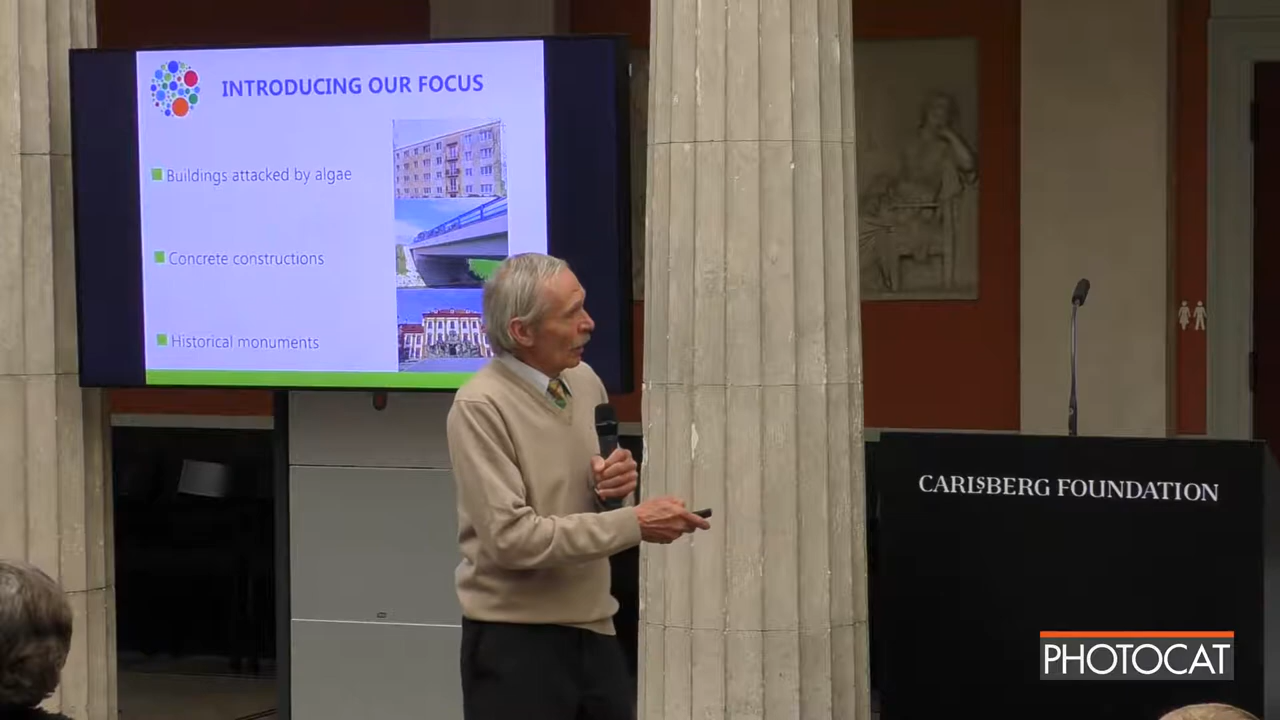 INTRODUCING OUR FOCUS
Buildings attacked by algae
Concrete constructions
Historical monuments
CARLSBERG FOUNDATION
PHOTOCAT